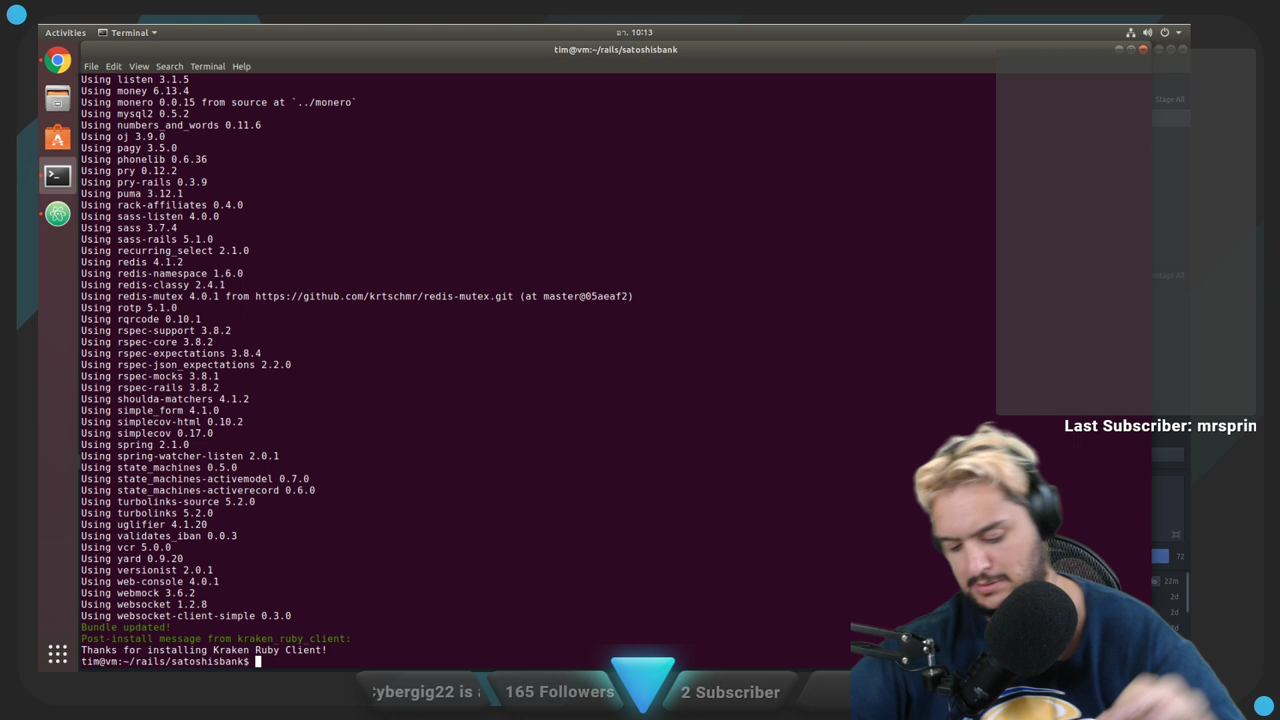 Activities
Terminal
อา. 10:13
tim@vm:~/rails/satoshisbank
File Edit View Search Terminal Help
Using listen 3.1.5
Using money 6.13.4
Using monero 0.0.15 from source at `../monero`
Using mysql2 0.5.2
Using numbers_and_words 0.11.6
Using oj 3.9.0
Using pagy 3.5.0
Using phonelib 0.6.36
Using pry 0.12.2
Using pry-rails 0.3.9
Using puma 3.12.1
Using rack-affiliates 0.4.0
Using sass-listen 4.0.0
Using sass 3.7.4
Using sass-rails 5.1.0
Using recurring_select 2.1.0
Using redis 4.1.2
Using redis-namespace 1.6.0
Using redis-classy 2.4.1
Using redis-mutex 4.0.1 from https://github.com/krtschmr/redis-mutex.git (at master@05aeaf2)
Using rotp 5.1.0
Using rqrcode 0.10.1
Using rspec-support 3.8.2
Using rspec-core 3.8.2
Using rspec-expectations 3.8.4
Using rspec-json_expectations 2.2.0
Using rspec-mocks 3.8.1
Using rspec-rails 3.8.2
Using shoulda-matchers 4.1.2
Using simple_form 4.1.0
Using simplecov-html 0.10.2
Using simplecov 0.17.0
Using spring 2.1.0
Using spring-watcher-listen 2.0.1
Using state_machines 0.5.0
Using state_machines-activemodel 0.7.0
Using state_machines-activerecord 0.6.0
Using turbolinks-source 5.2.0
Using turbolinks 5.2.0
Using uglifier 4.1.20
Using validates_iban 0.0.3
Using vcr 5.0.0
Using yard 0.9.20
Using versionist 2.0.1
Using web-console 4.0.1
Using webmock 3.6.2
Using websocket 1.2.8
Using websocket-client-simple 0.3.0
Bundle updated!
Post-install message from kraken_ruby_client:
Thanks for installing Kraken Ruby Client!
tim@vm:~/rails/satoshisbank$
Stage All
Unstage All
Last Subscriber: mrsprin
72
22m
2d
2d
2d
Cybergig22 is
165 Followers
2 Subscriber